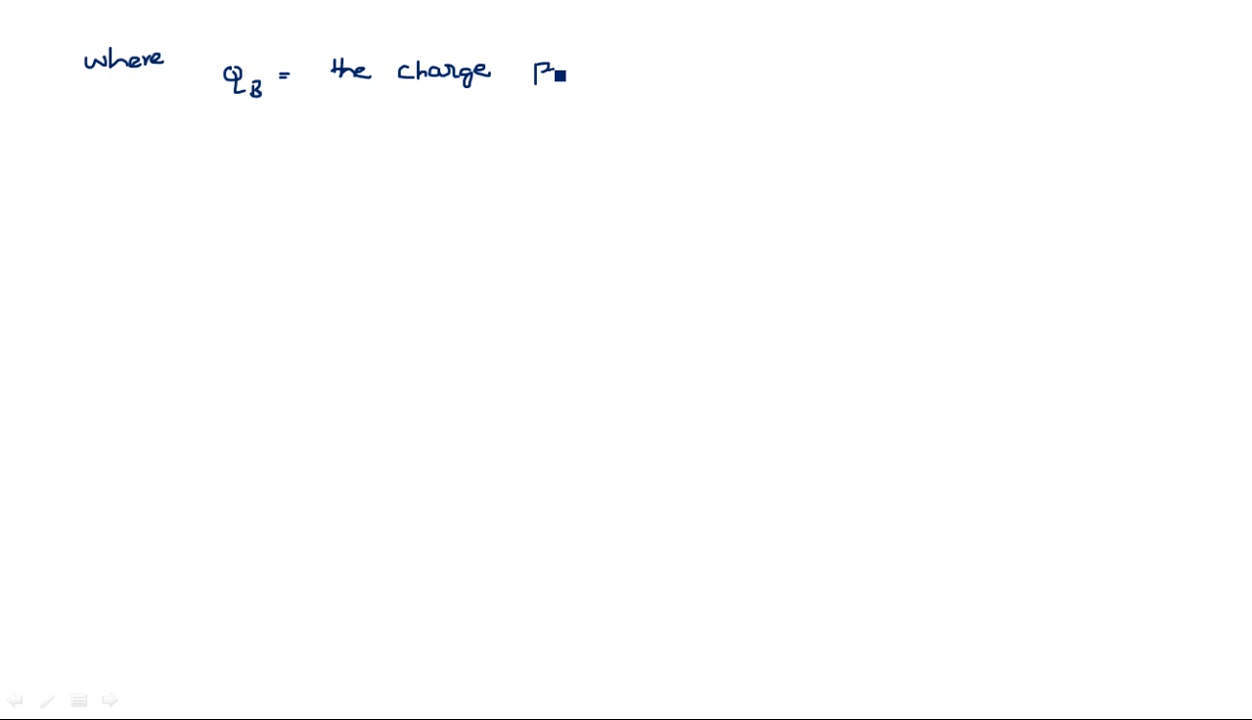 where Q_B = the charge